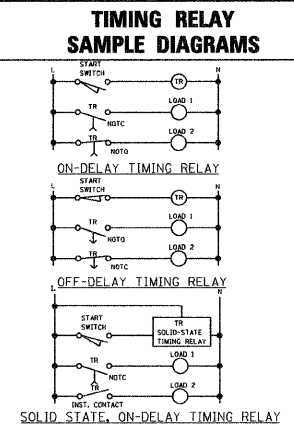 TIMING RELAY
SAMPLE DIAGRAMS
L
N
START
SWITCH
TR
TR
LOAD 1
NOTC
TR
LOAD 2
NOTO
ON-DELAY TIMING RELAY
START
SWITCH
TR
TR
LOAD 1
NOTO
TR
LOAD 2
NOTC
OFF-DELAY TIMING RELAY
L
N
START
SWITCH
TR
SOLID-STATE
TIMING RELAY
TR
LOAD 1
NOTC
TR
LOAD 2
INST. CONTACT
SOLID STATE, ON-DELAY TIMING RELAY